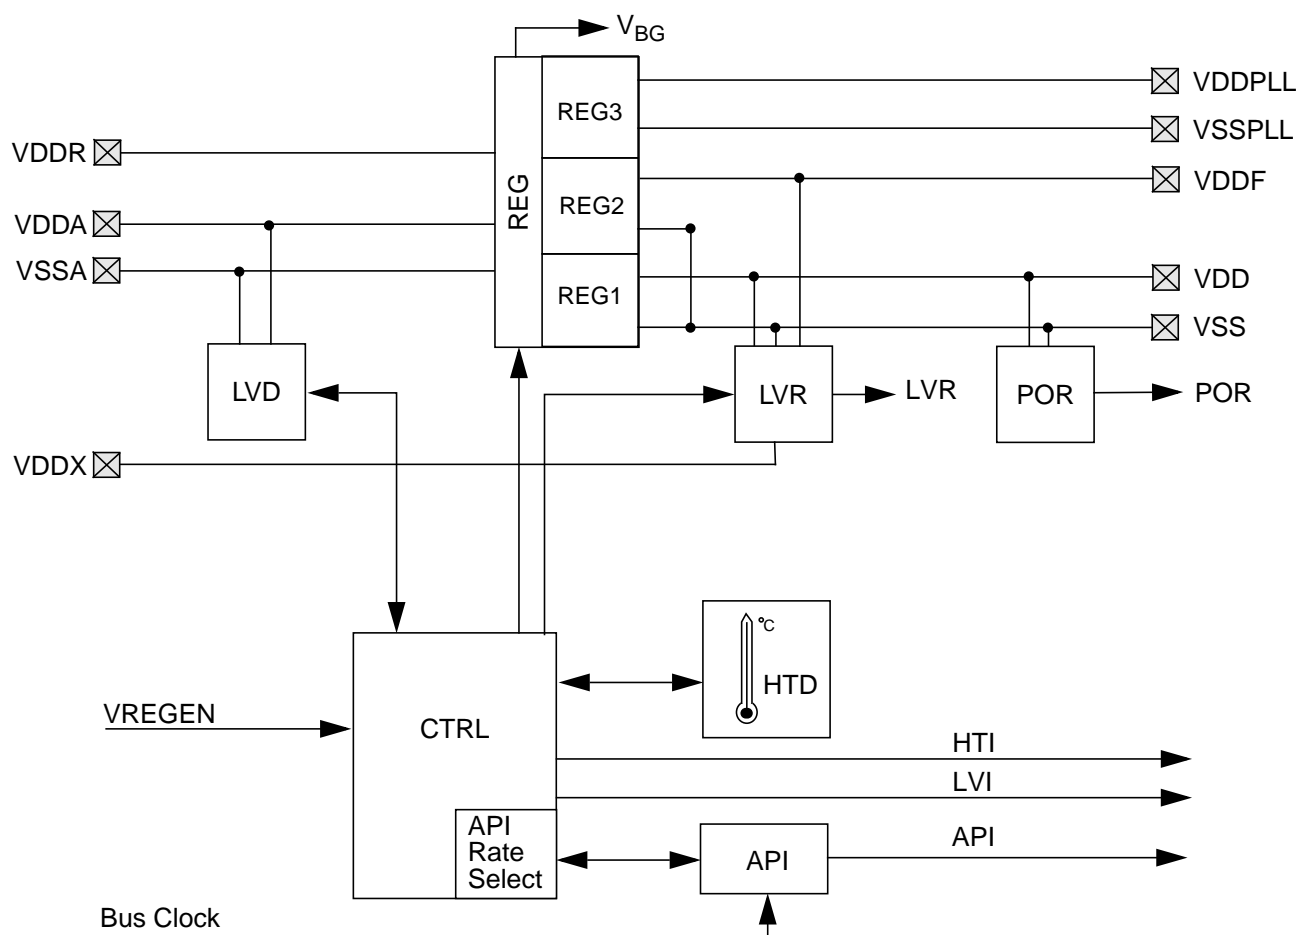 VBG
REG
REG3
REG2
REG1
VDDPLL
VSSPLL
VDDF
VDD
VSS
VDDR
VDDA
VSSA
LVD
LVR
LVR
POR
POR
VDDX
°C
HTD
VREGEN
CTRL
HTI
LVI
API
Rate
Select
API
API
Bus Clock